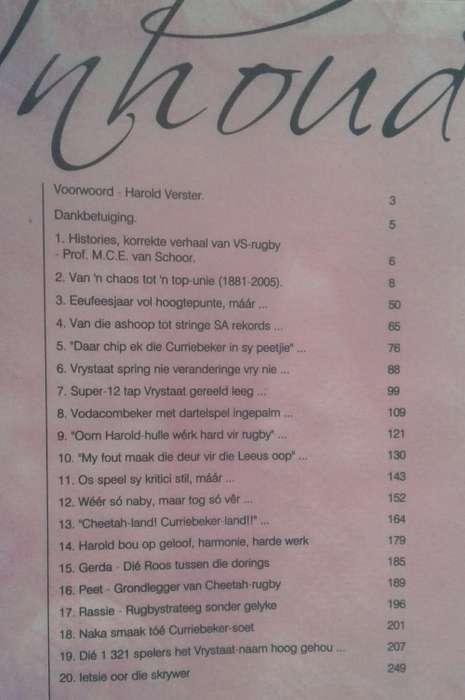 Inhoud
Voorwoord - Harold Verster. 3
Dankbetuiging. 5
1. Histories, korrekte verhaal van VS-rugby
- Prof. M.C.E. van Schoor. 6
2. Van 'n chaos tot 'n top-unie (1881-2005). 8
3. Eeufeesjaar vol hoogtepunte, máár ... 50
4. Van die ashoop tot stringe SA rekords ... 65
5. "Daar chip ek die Curriebeker in sy peetjie" ... 76
6. Vrystaat spring nie veranderinge vry nie ... 88
7. Super-12 tap Vrystaat gereeld leeg ... 99
8. Vodacombeker met dartelspel ingepalm ... 109
9. "Oom Harold-hulle wérk hard vir rugby" ... 121
10. "My fout maak die deur vir die Leeus oop" ... 130
11. Os speel sy kritici stil, máár ... 143
12. Wéér só naby, maar tog só vêr ... 152
13. "Cheetah-land! Curriebeker-land!!" ... 164
14. Harold bou op geloof, harmonie, harde werk 179
15. Gerda - Dié Roos tussen die dorings 185
16. Peet - Grondlegger van Cheetah-rugby 189
17. Rassie - Rugbystrateeg sonder gelyke 196
18. Naka smaak tóé Curriebeker-soet 201
19. Dié 1 321 spelers het Vrystaat-naam hoog gehou ... 207
20. Ietsie oor die skrywer 249